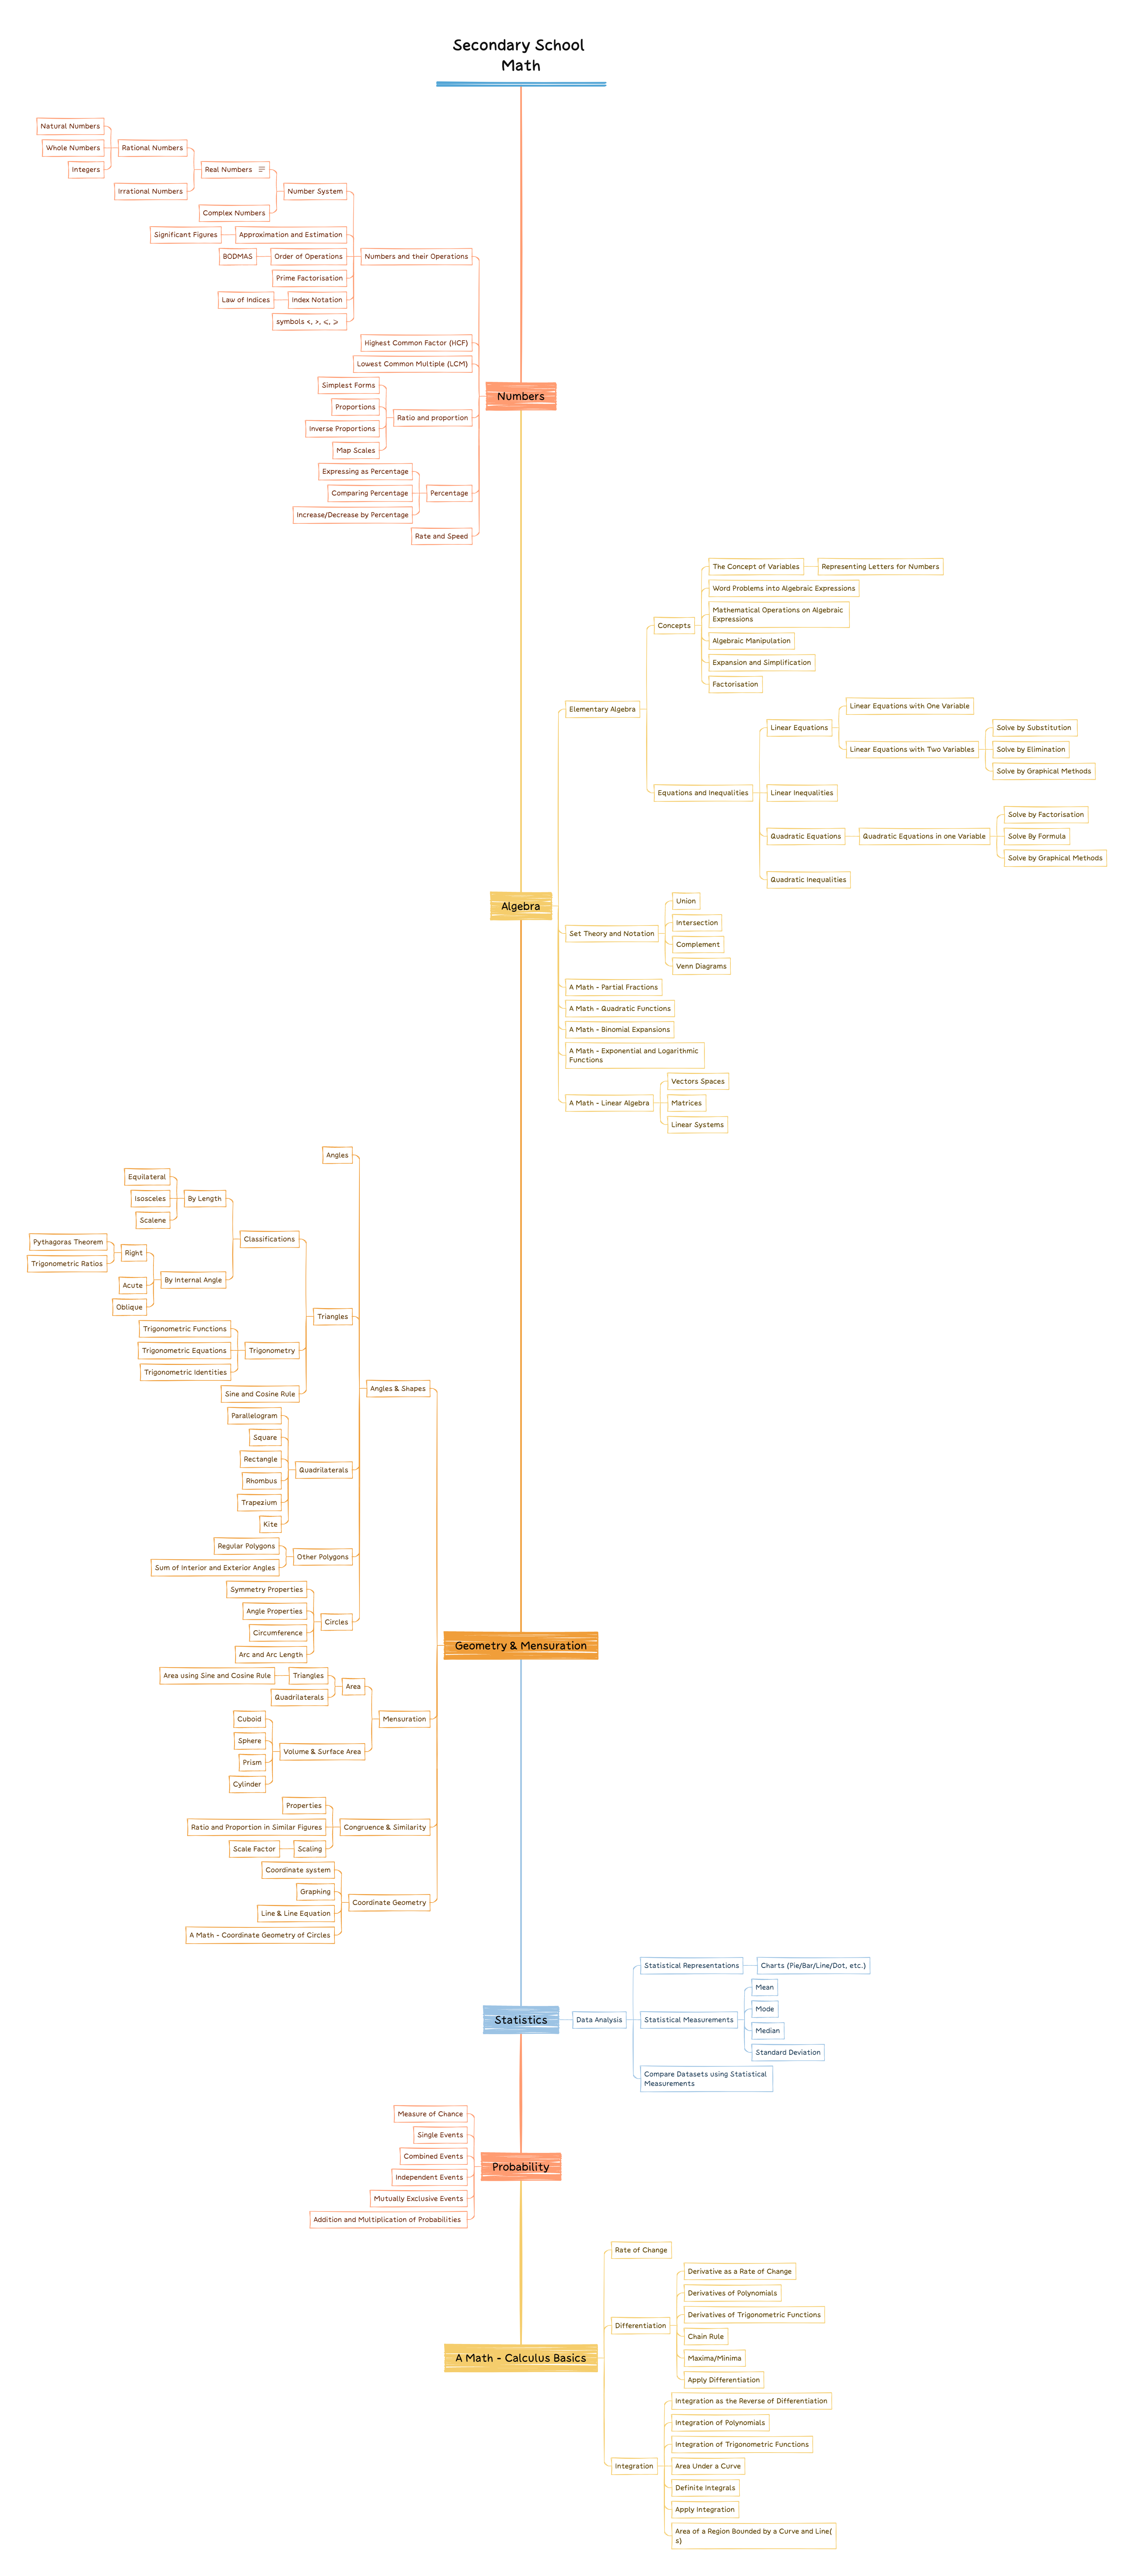 Secondary School
Math
Natural Numbers
Whole Numbers
Integers
Rational Numbers
Irrational Numbers
Real Numbers
Complex Numbers
Number System
Significant Figures
Approximation and Estimation
BODMAS
Order of Operations
Prime Factorisation
Law of Indices
Index Notation
symbols <, >, ⩽, ⩾
Numbers and their Operations
Highest Common Factor (HCF)
Lowest Common Multiple (LCM)
Simplest Forms
Proportions
Inverse Proportions
Map Scales
Ratio and proportion
Expressing as Percentage
Comparing Percentage
Increase/Decrease by Percentage
Percentage
Rate and Speed
Numbers
Algebra
Elementary Algebra
Concepts
The Concept of Variables
Representing Letters for Numbers
Word Problems into Algebraic Expressions
Mathematical Operations on Algebraic
Expressions
Algebraic Manipulation
Expansion and Simplification
Factorisation
Equations and Inequalities
Linear Equations
Linear Equations with One Variable
Linear Equations with Two Variables
Solve by Substitution
Solve by Elimination
Solve by Graphical Methods
Linear Inequalities
Quadratic Equations
Quadratic Equations in one Variable
Solve by Factorisation
Solve By Formula
Solve by Graphical Methods
Quadratic Inequalities
Set Theory and Notation
Union
Intersection
Complement
Venn Diagrams
A Math - Partial Fractions
A Math - Quadratic Functions
A Math - Binomial Expansions
A Math - Exponential and Logarithmic
Functions
A Math - Linear Algebra
Vectors Spaces
Matrices
Linear Systems
Angles
Equilateral
Isosceles
Scalene
By Length
Pythagoras Theorem
Trigonometric Ratios
Right
Acute
Oblique
By Internal Angle
Classifications
Trigonometric Functions
Trigonometric Equations
Trigonometric Identities
Trigonometry
Sine and Cosine Rule
Triangles
Parallelogram
Square
Rectangle
Rhombus
Trapezium
Kite
Quadrilaterals
Regular Polygons
Sum of Interior and Exterior Angles
Other Polygons
Symmetry Properties
Angle Properties
Circumference
Arc and Arc Length
Circles
Angles & Shapes
Area using Sine and Cosine Rule
Triangles
Quadrilaterals
Area
Cuboid
Sphere
Prism
Cylinder
Volume & Surface Area
Mensuration
Properties
Ratio and Proportion in Similar Figures
Scale Factor
Scaling
Congruence & Similarity
Coordinate system
Graphing
Line & Line Equation
A Math - Coordinate Geometry of Circles
Coordinate Geometry
Geometry & Mensuration
Statistics
Data Analysis
Statistical Representations
Charts (Pie/Bar/Line/Dot, etc.)
Statistical Measurements
Mean
Mode
Median
Standard Deviation
Compare Datasets using Statistical
Measurements
Measure of Chance
Single Events
Combined Events
Independent Events
Mutually Exclusive Events
Addition and Multiplication of Probabilities
Probability
A Math - Calculus Basics
Rate of Change
Differentiation
Derivative as a Rate of Change
Derivatives of Polynomials
Derivatives of Trigonometric Functions
Chain Rule
Maxima/Minima
Apply Differentiation
Integration
Integration as the Reverse of Differentiation
Integration of Polynomials
Integration of Trigonometric Functions
Area Under a Curve
Definite Integrals
Apply Integration
Area of a Region Bounded by a Curve and Line(
s)